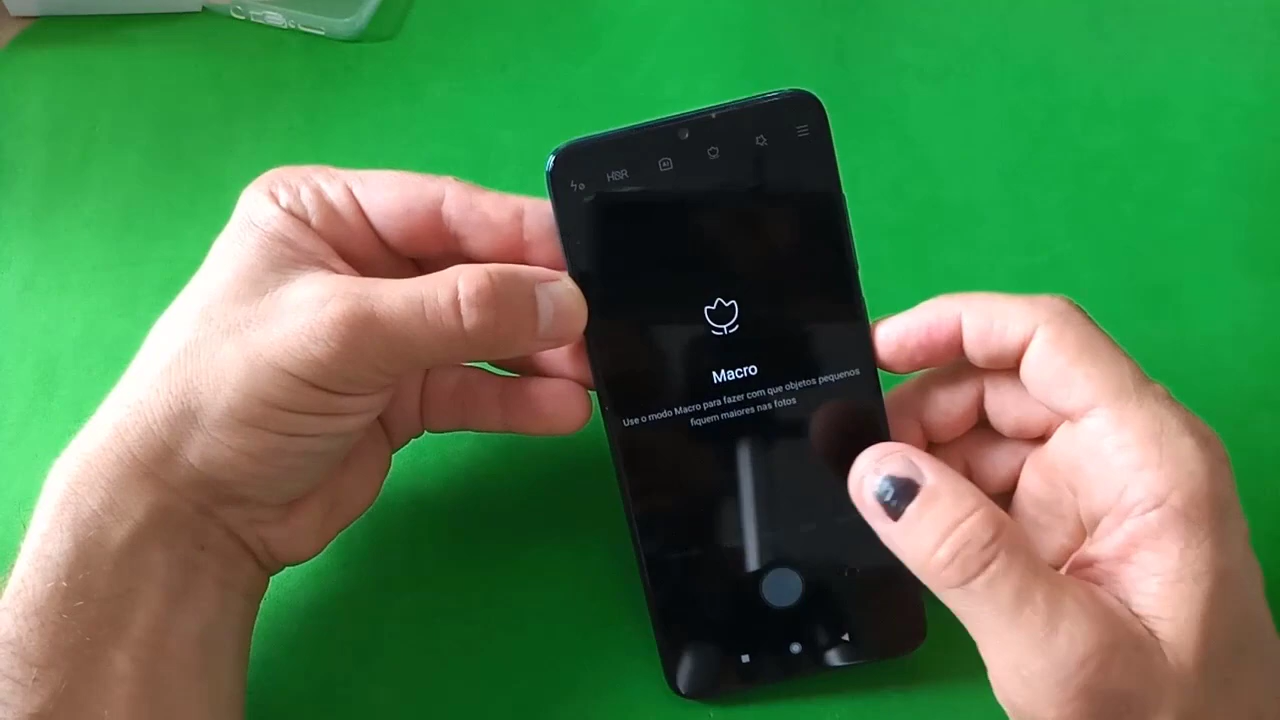 HDR
Macro
Use o modo Macro para fazer com que objetos pequenos
fiquem maiores nas fotos